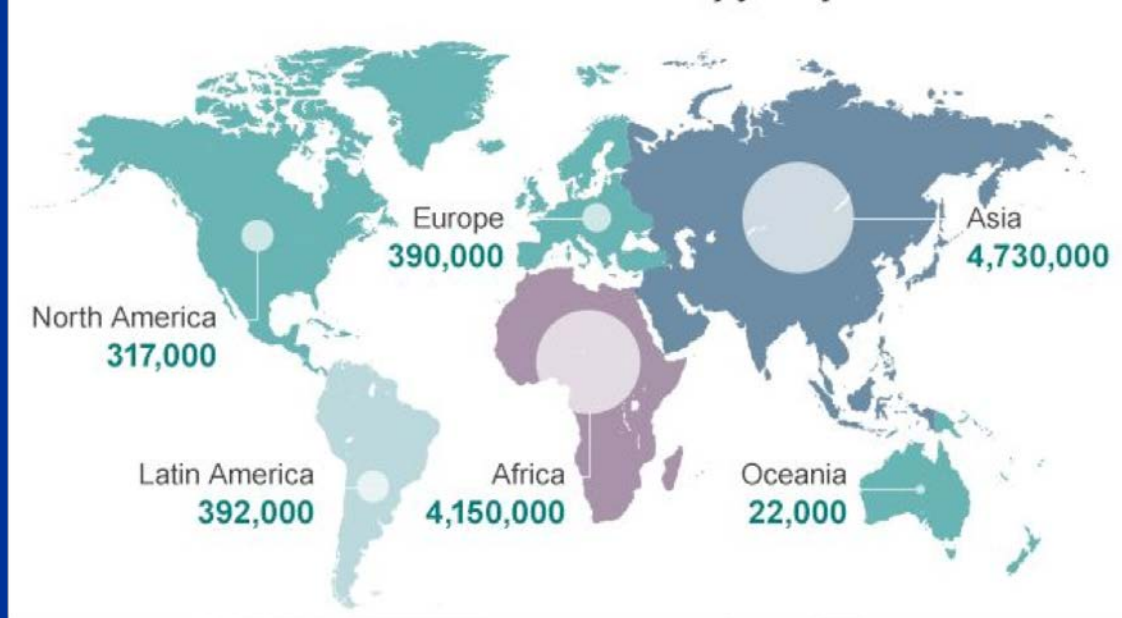 Europe
390,000
Asia
4,730,000
North America
317,000
Latin America
392,000
Africa
4,150,000
Oceania
22,000